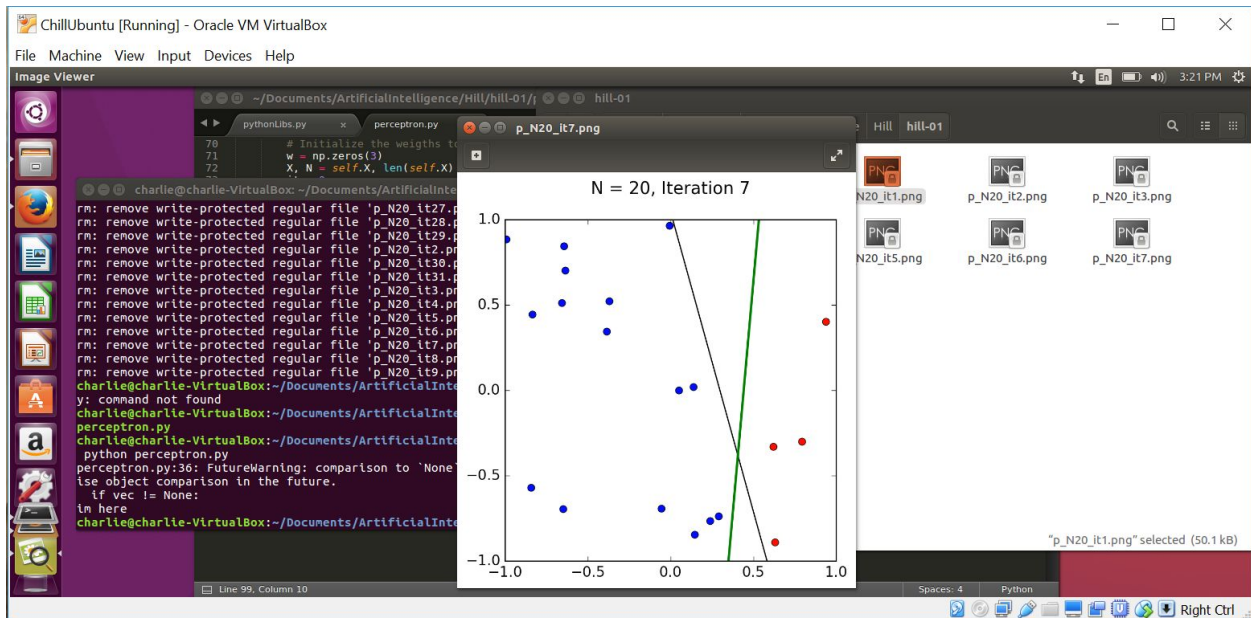 ChillUbuntu [Running] - Oracle VM VirtualBox
File Machine View Input Devices Help
Image Viewer
En
3:21 PM
~/Documents/ArtificialIntelligence/Hill/hill-01/
hill-01
pythonLibs.py x
perceptron.py
70 # Initialize the weigths to
71 w = np.zeros(3)
72 X, N = self.X, len(self.X)
Hill hill-01
charlie@charlie-VirtualBox: ~/Documents/ArtificialInte
rm: remove write-protected regular file 'p_N20_it27.p
rm: remove write-protected regular file 'p_N20_it28.p
rm: remove write-protected regular file 'p_N20_it29.p
rm: remove write-protected regular file 'p_N20_it2.pn
rm: remove write-protected regular file 'p_N20_it30.p
rm: remove write-protected regular file 'p_N20_it31.p
rm: remove write-protected regular file 'p_N20_it3.pn
rm: remove write-protected regular file 'p_N20_it4.pn
rm: remove write-protected regular file 'p_N20_it5.pn
rm: remove write-protected regular file 'p_N20_it6.pn
rm: remove write-protected regular file 'p_N20_it7.pn
rm: remove write-protected regular file 'p_N20_it8.pn
rm: remove write-protected regular file 'p_N20_it9.pn
charlie@charlie-VirtualBox:~/Documents/ArtificialInte
y: command not found
charlie@charlie-VirtualBox:~/Documents/ArtificialInte
perceptron.py
charlie@charlie-VirtualBox:~/Documents/ArtificialInte
python perceptron.py
perceptron.py:36: FutureWarning: comparison to `None`
ise object comparison in the future.
if vec != None:
im here
charlie@charlie-VirtualBox:~/Documents/ArtificialInte
p_N20_it7.png
N = 20, Iteration 7
1.0
0.5
0.0
−0.5
−1.0
−1.0 −0.5 0.0 0.5 1.0
N20_it1.png p_N20_it2.png p_N20_it3.png
N20_it5.png p_N20_it6.png p_N20_it7.png
"p_N20_it1.png" selected (50.1 kB)
Line 99, Column 10
Spaces: 4 Python
Right Ctrl